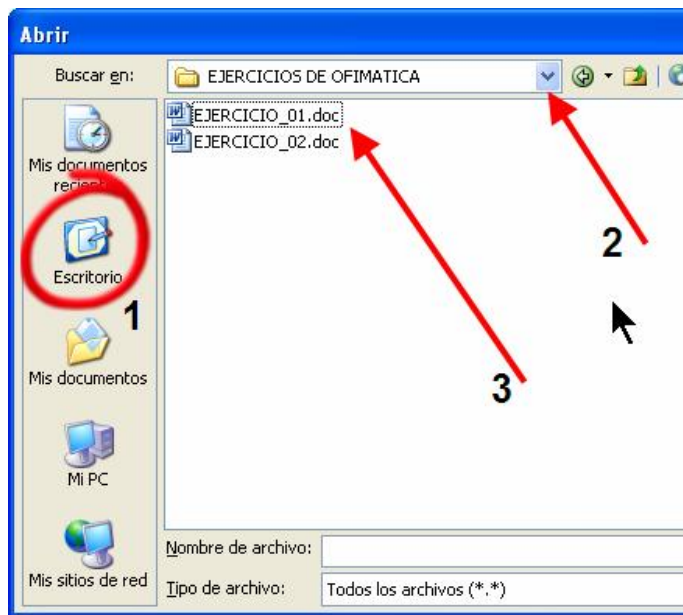 Abrir
Buscar en:
EJERCICIOS DE OFIMATICA
EJERCICIO_01.doc
EJERCICIO_02.doc
Mis documentos
recientes
Escritorio
1
2
3
Mis documentos
Mi PC
Mis sitios de red
Nombre de archivo:
Tipo de archivo:
Todos los archivos (*.*)